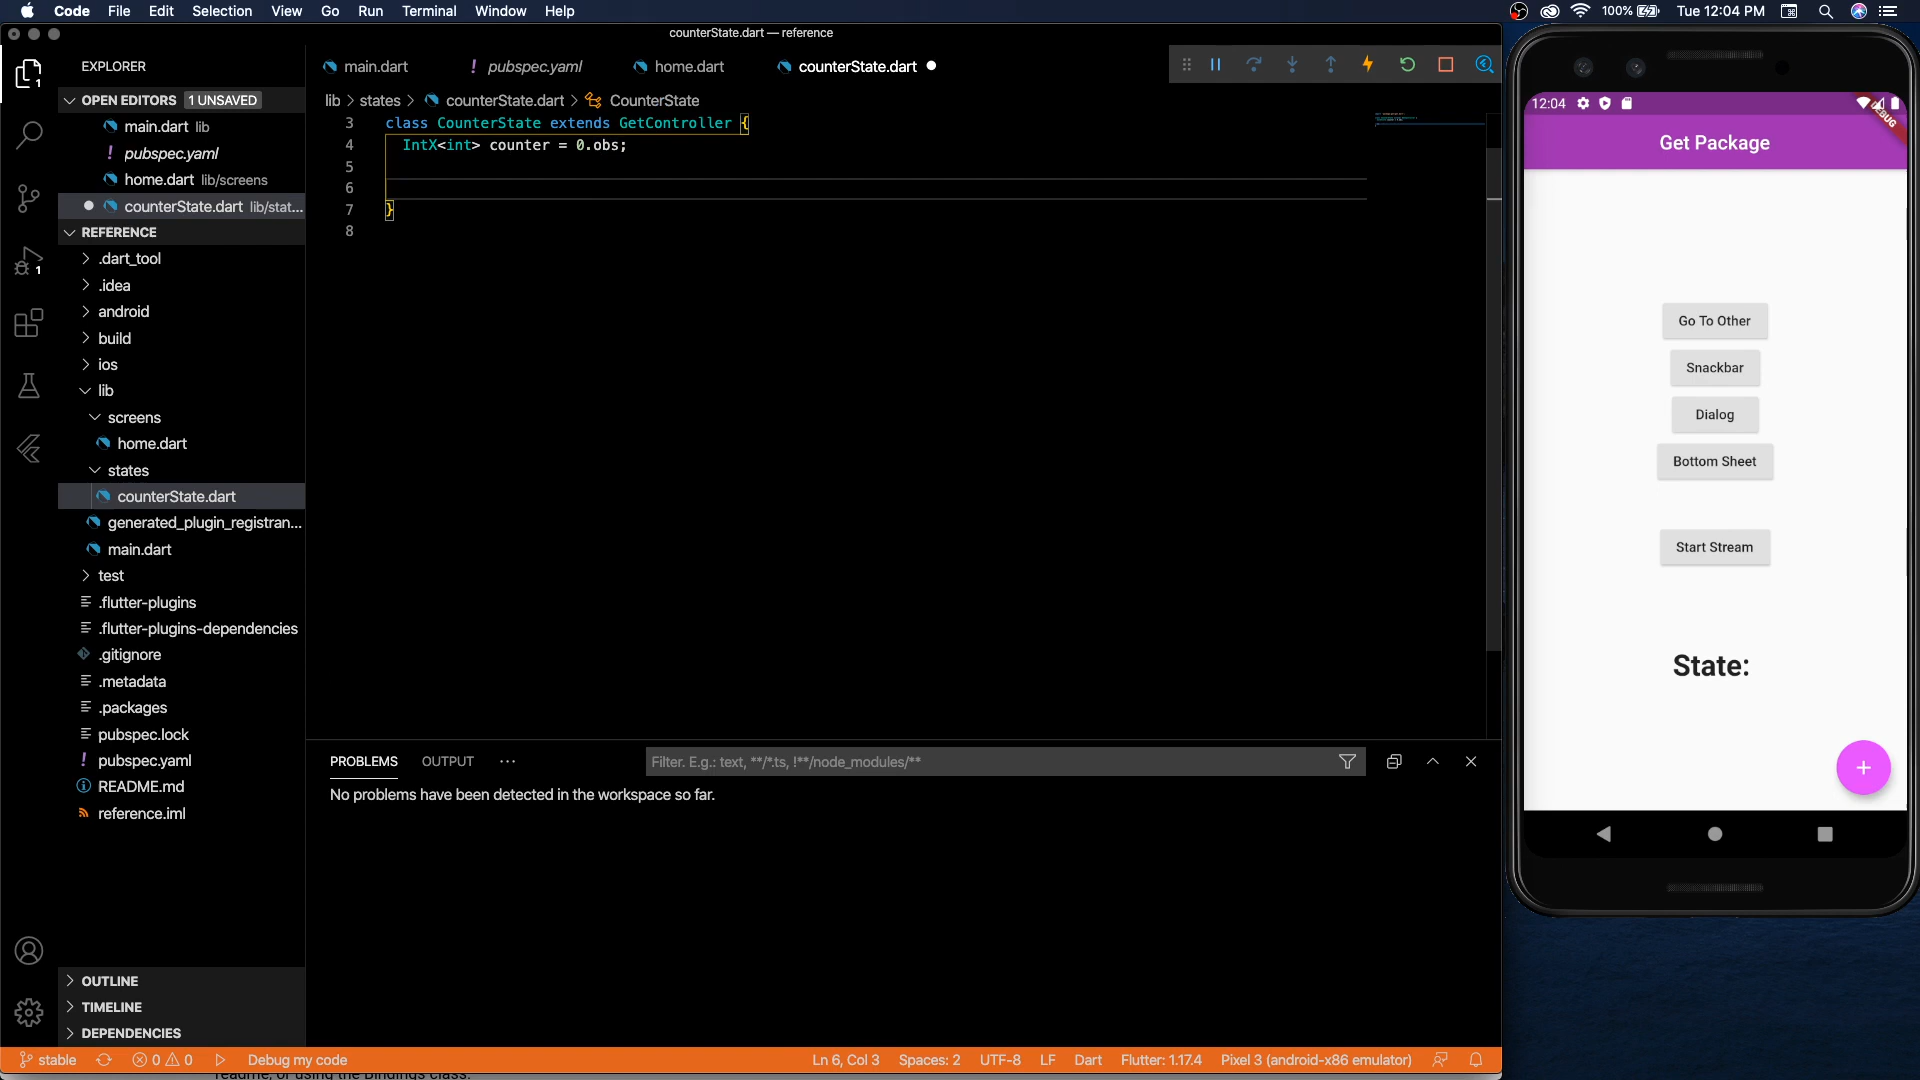 Code File Edit Selection View Go Run Terminal Window Help
100% Tue 12:04 PM
counterState.dart — reference
EXPLORER
OPEN EDITORS 1 UNSAVED
main.dart lib
! pubspec.yaml
home.dart lib/screens
counterState.dart lib/stat...
REFERENCE
.dart_tool
.idea
android
build
ios
lib
screens
home.dart
states
counterState.dart
generated_plugin_registran...
main.dart
test
.flutter-plugins
.flutter-plugins-dependencies
.gitignore
.metadata
.packages
pubspec.lock
! pubspec.yaml
README.md
reference.iml
OUTLINE
TIMELINE
DEPENDENCIES
main.dart ! pubspec.yaml home.dart counterState.dart
lib > states > counterState.dart > CounterState
3 class CounterState extends GetController {
4 IntX<int> counter = 0.obs;
5
6
7 }
8
PROBLEMS OUTPUT ...
Filter. E.g.: text, **/*.ts, !**/node_modules/**
No problems have been detected in the workspace so far.
stable 0 0 Debug my code Ln 6, Col 3 Spaces: 2 UTF-8 LF Dart Flutter: 1.17.4 Pixel 3 (android-x86 emulator)
readme, or using the Bindings class.
12:04
DEBUG
Get Package
Go To Other
Snackbar
Dialog
Bottom Sheet
Start Stream
State:
+